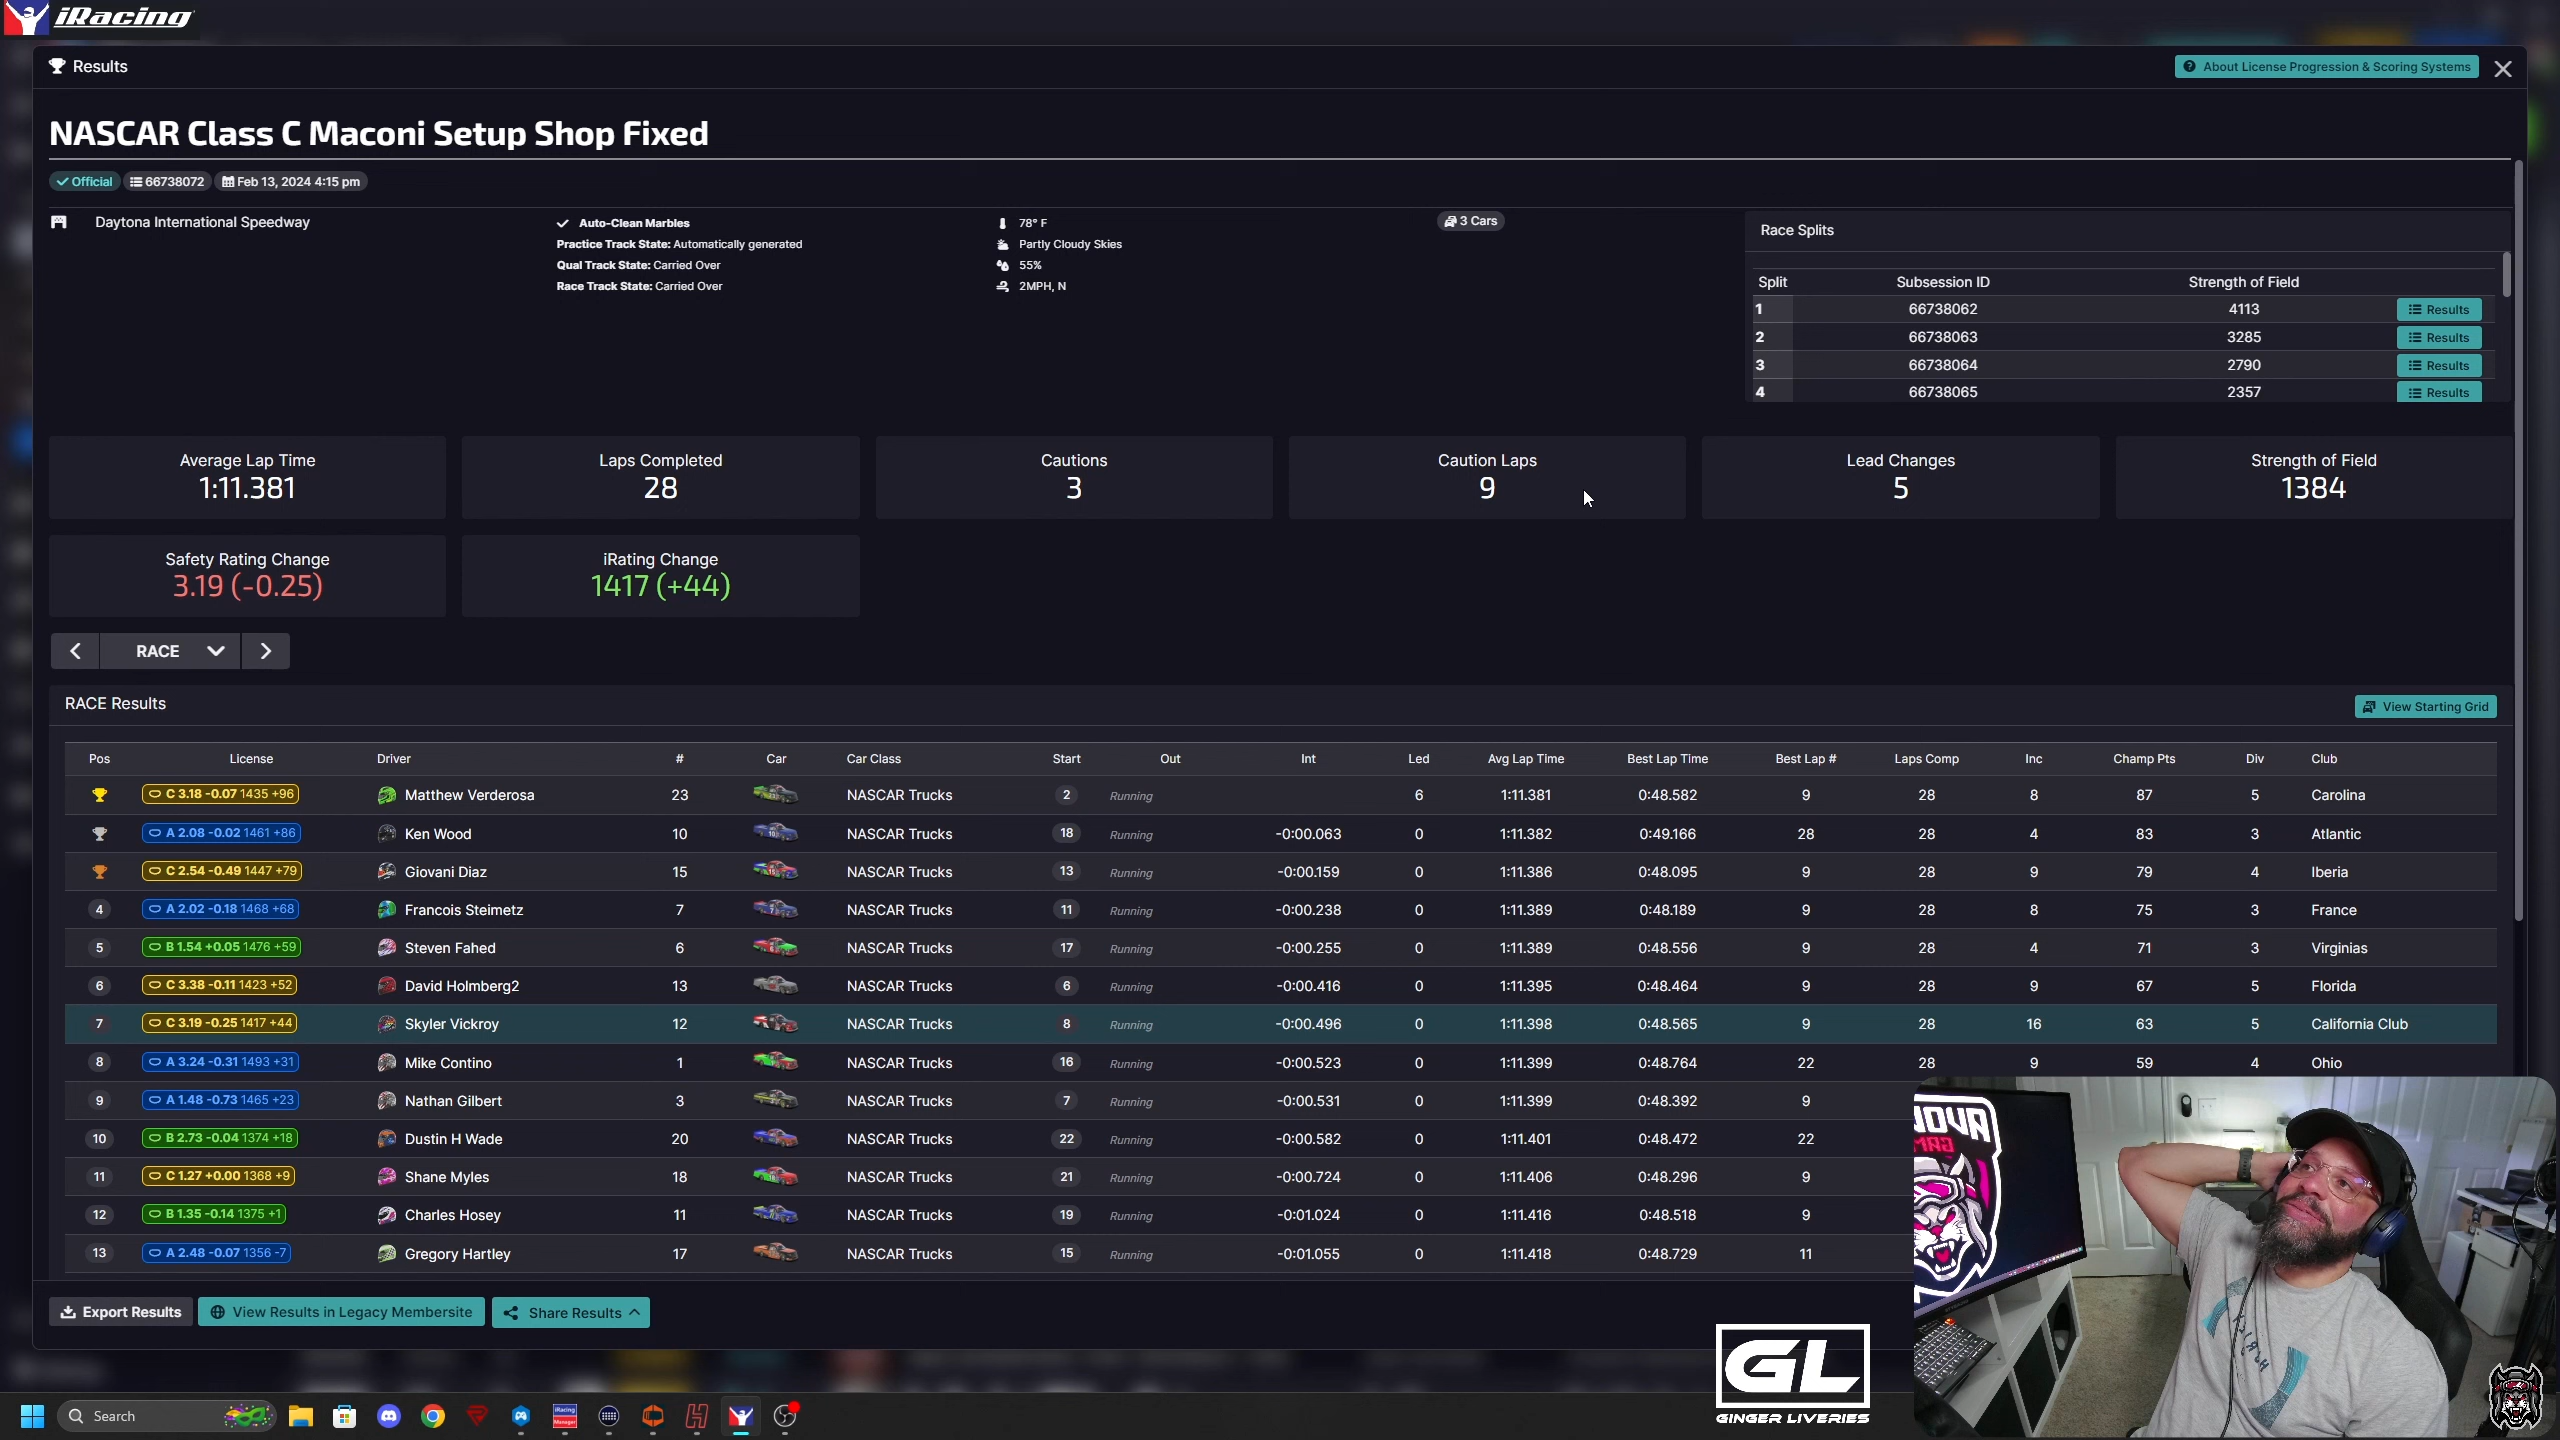 iRacing
Results
About License Progression & Scoring Systems
NASCAR Class C Maconi Setup Shop Fixed
Official 66738072 Feb 13, 2024 4:15 pm
Daytona International Speedway
Auto-Clean Marbles
Practice Track State: Automatically generated
Qual Track State: Carried Over
Race Track State: Carried Over
78° F
Partly Cloudy Skies
55%
2MPH, N
3 Cars
Race Splits
Split Subsession ID Strength of Field
1 66738062 4113 Results
2 66738063 3285 Results
3 66738064 2790 Results
4 66738065 2357 Results
Average Lap Time
1:11.381
Laps Completed
28
Cautions
3
Caution Laps
9
Lead Changes
5
Strength of Field
1384
Safety Rating Change
3.19 (-0.25)
iRating Change
1417 (+44)
RACE
RACE Results
View Starting Grid
Pos License Driver # Car Car Class Start Out Int Led Avg Lap Time Best Lap Time Best Lap # Laps Comp Inc Champ Pts Div Club
C 3.18 -0.07 1435 +96 Matthew Verderosa 23 NASCAR Trucks 2 Running 6 1:11.381 0:48.582 9 28 8 87 5 Carolina
A 2.08 -0.02 1461 +86 Ken Wood 10 NASCAR Trucks 18 Running -0:00.063 0 1:11.382 0:49.166 28 28 4 83 3 Atlantic
C 2.54 -0.49 1447 +79 Giovani Diaz 15 NASCAR Trucks 13 Running -0:00.159 0 1:11.386 0:48.095 9 28 9 79 4 Iberia
4 A 2.02 -0.18 1468 +68 Francois Steimetz 7 NASCAR Trucks 11 Running -0:00.238 0 1:11.389 0:48.189 9 28 8 75 3 France
5 B 1.54 +0.05 1476 +59 Steven Fahed 6 NASCAR Trucks 17 Running -0:00.255 0 1:11.389 0:48.556 9 28 4 71 3 Virginias
6 C 3.38 -0.11 1423 +52 David Holmberg2 13 NASCAR Trucks 6 Running -0:00.416 0 1:11.395 0:48.464 9 28 9 67 5 Florida
7 C 3.19 -0.25 1417 +44 Skyler Vickroy 12 NASCAR Trucks 8 Running -0:00.496 0 1:11.398 0:48.565 9 28 16 63 5 California Club
8 A 3.24 -0.31 1493 +31 Mike Contino 1 NASCAR Trucks 16 Running -0:00.523 0 1:11.399 0:48.764 22 28 9 59 4 Ohio
9 A 1.48 -0.73 1465 +23 Nathan Gilbert 3 NASCAR Trucks 7 Running -0:00.531 0 1:11.399 0:48.392 9
10 B 2.73 -0.04 1374 +18 Dustin H Wade 20 NASCAR Trucks 22 Running -0:00.582 0 1:11.401 0:48.472 22
11 C 1.27 +0.00 1368 +9 Shane Myles 18 NASCAR Trucks 21 Running -0:00.724 0 1:11.406 0:48.296 9
12 B 1.35 -0.14 1375 +1 Charles Hosey 11 NASCAR Trucks 19 Running -0:01.024 0 1:11.416 0:48.518 9
13 A 2.48 -0.07 1356 -7 Gregory Hartley 17 NASCAR Trucks 15 Running -0:01.055 0 1:11.418 0:48.729 11
Export Results View Results in Legacy Membersite Share Results
GL
GINGER LIVERIES
Search